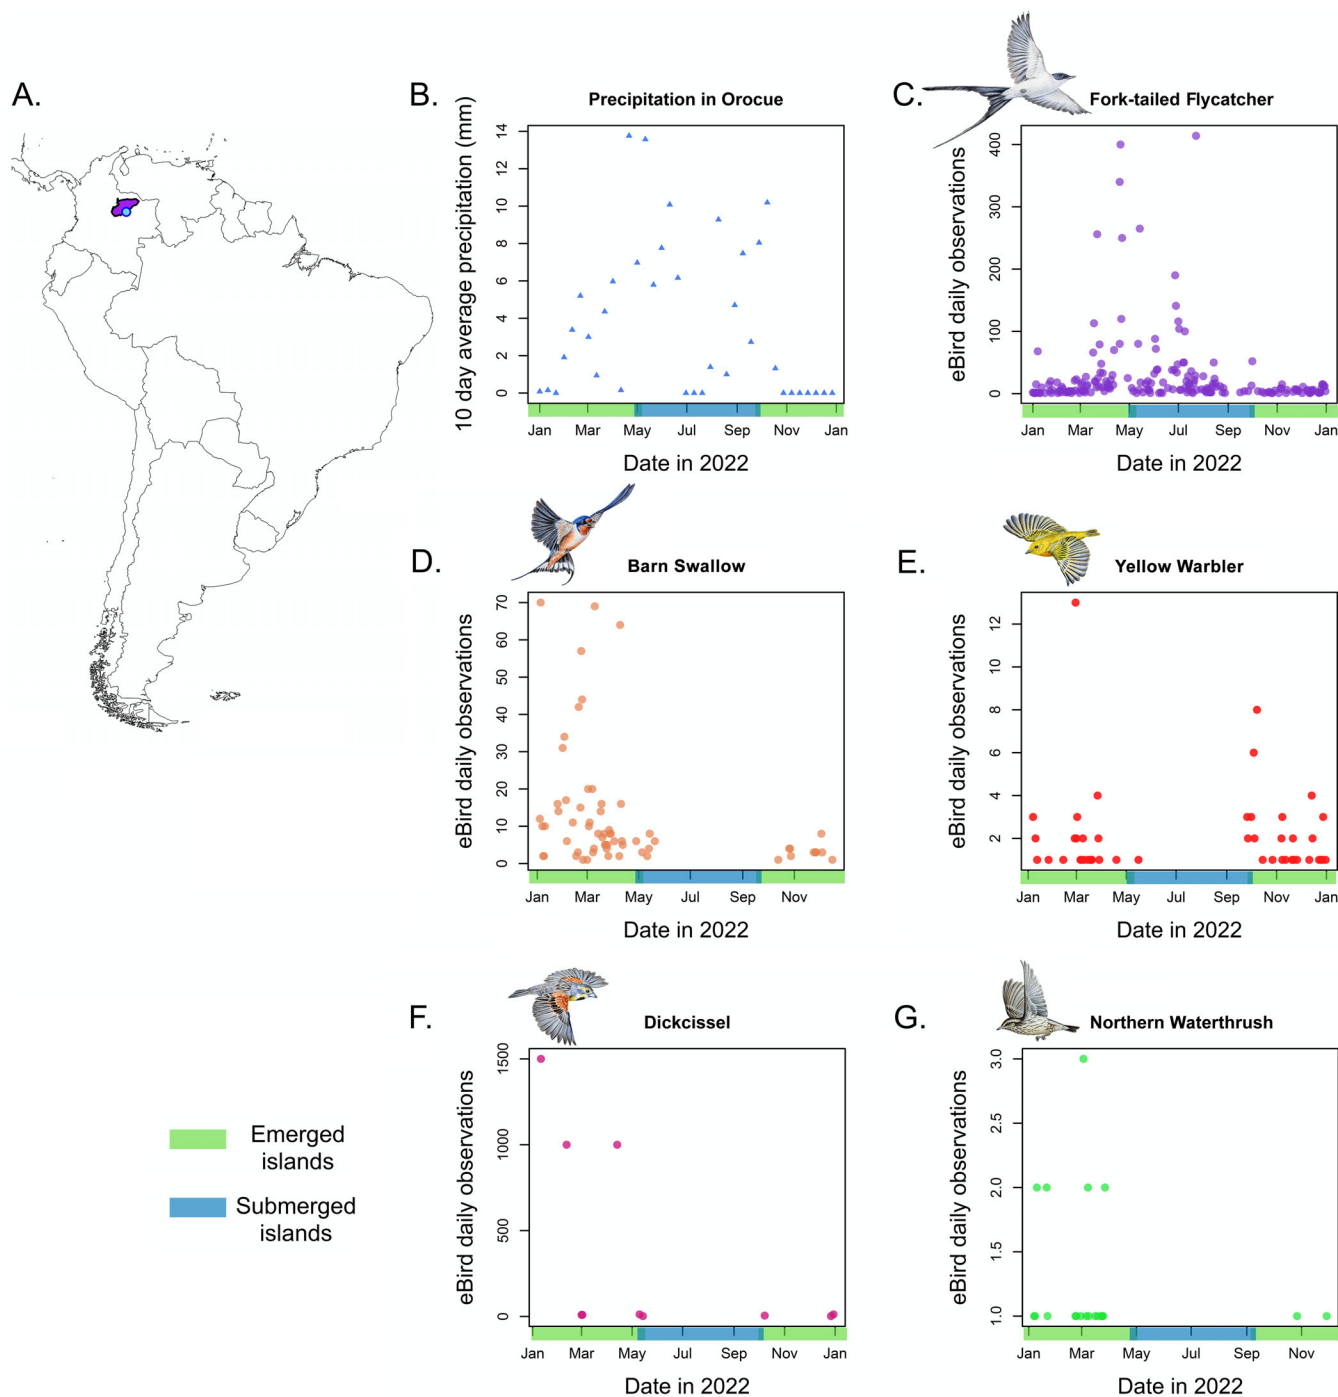 A.
B.
Precipitation in Orocue
10 day average precipitation (mm)
14
12
10
8
6
4
2
0
Jan Mar May Jul Sep Nov Jan
Date in 2022
C.
Fork-tailed Flycatcher
eBird daily observations
400
300
200
100
0
Jan Mar May Jul Sep Nov Jan
Date in 2022
D.
Barn Swallow
eBird daily observations
70
60
50
40
30
20
10
0
Jan Mar May Jul Sep Nov
Date in 2022
E.
Yellow Warbler
eBird daily observations
12
8
6
4
2
Jan Mar May Jul Sep Nov Jan
Date in 2022
F.
Dickcissel
eBird daily observations
1500
1000
500
0
Jan Mar May Jul Sep Nov Jan
Date in 2022
G.
Northern Waterthrush
eBird daily observations
3.0
2.5
2.0
1.5
1.0
Jan Mar May Jul Sep Nov
Date in 2022
Emerged
islands
Submerged
islands